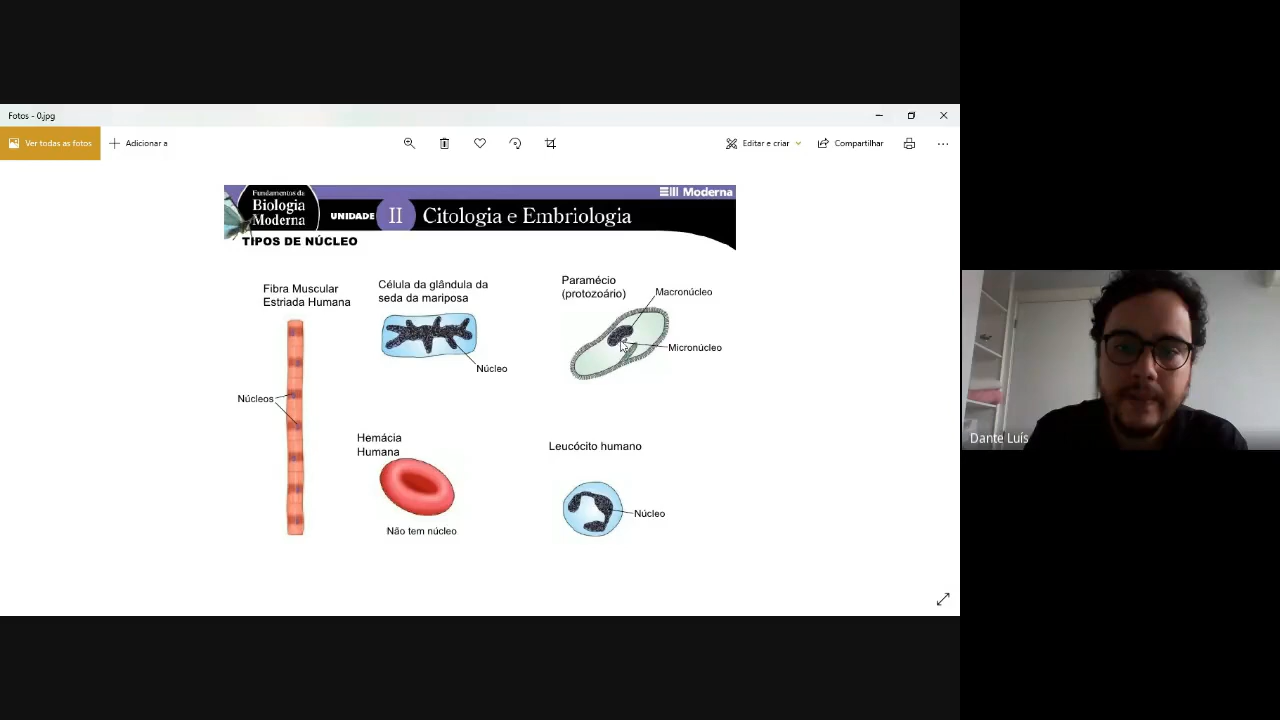 Fotos - 0.jpg
Ver todas as fotos
Adicionar a
Editar e criar
Compartilhar
Fundamentos da
Biologia
Moderna
UNIDADE II Citologia e Embriologia
Moderna
TIPOS DE NÚCLEO
Fibra Muscular
Estriada Humana
Célula da glândula da
seda da mariposa
Núcleo
Paramécio
(protozoário)
Macronúcleo
Micronúcleo
Núcleos
Hemácia
Humana
Não tem núcleo
Leucócito humano
Núcleo
Dante Luís